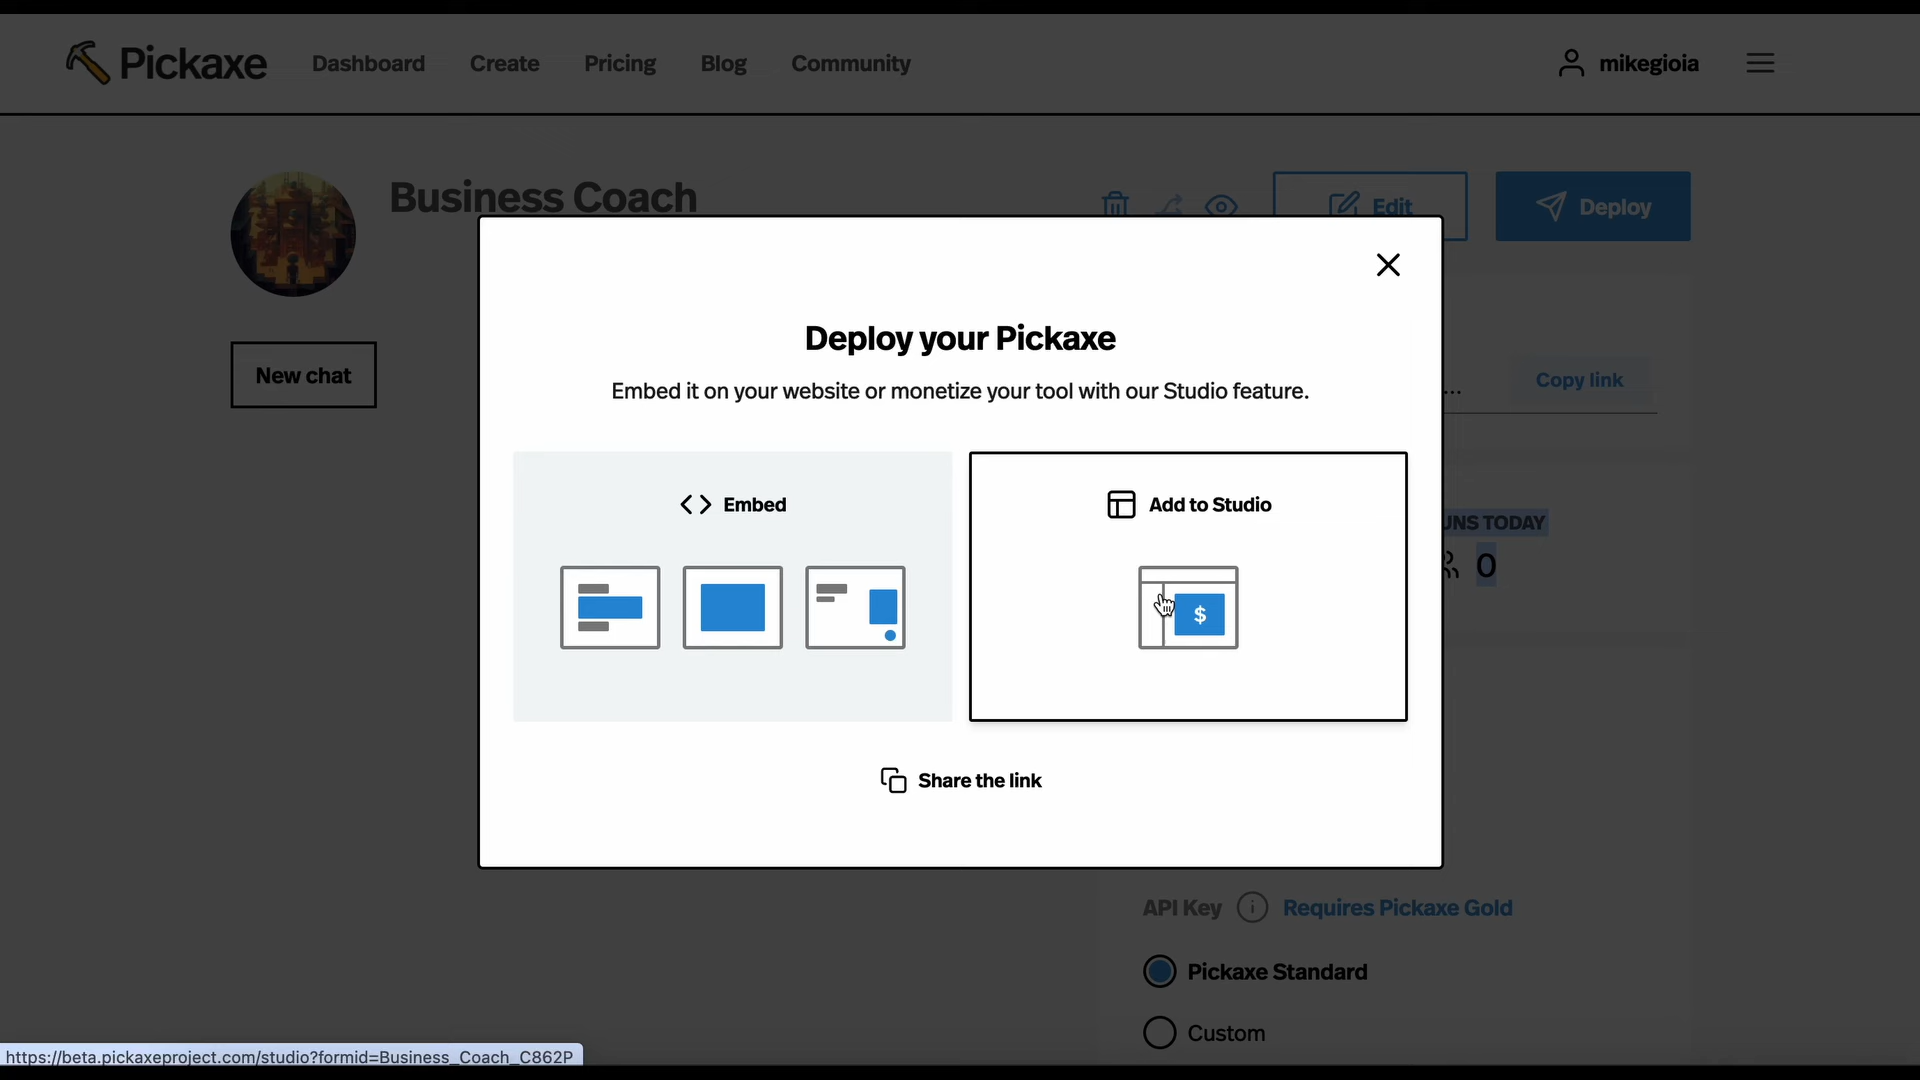 Pickaxe
Dashboard
Create
Pricing
Blog
Community
mikegioia
Business Coach
Edit
Deploy
New chat
Deploy your Pickaxe
Embed it on your website or monetize your tool with our Studio feature.
...
Copy link
Embed
Add to Studio
$
UNS TODAY
0
Share the link
API Key
Requires Pickaxe Gold
Pickaxe Standard
Custom
https://beta.pickaxeproject.com/studio?formid=Business_Coach_C862P